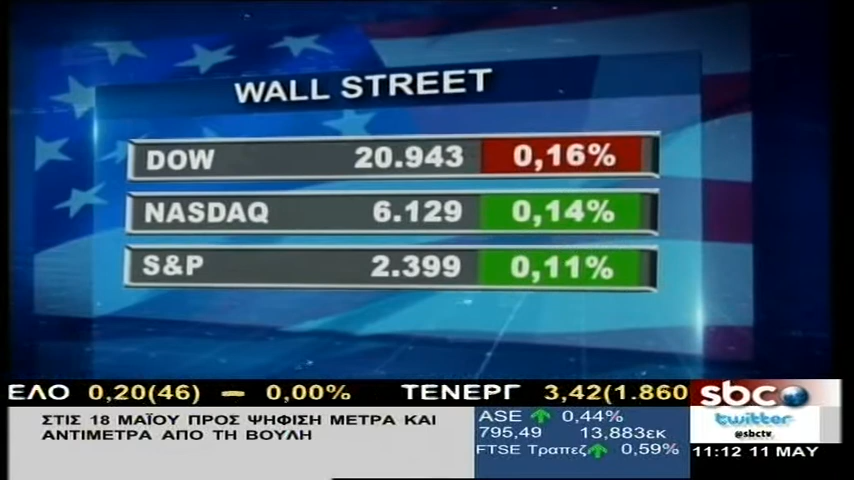 WALL STREET
DOW 20.943 0,16%
NASDAQ 6.129 0,14%
S&P 2.399 0,11%
ΕΛΟ 0,20(46) 0,00% ΤΕΝΕΡΓ 3,42(1.860
sbc
twitter
@sbctv
ΣΤΙΣ 18 ΜΑΪΟΥ ΠΡΟΣ ΨΗΦΙΣΗ ΜΕΤΡΑ ΚΑΙ
ΑΝΤΙΜΕΤΡΑ ΑΠΟ ΤΗ ΒΟΥΛΗ
ASE 0,44%
795,49 13,883εκ
FTSE Τραπεζ 0,59%
11:12 11 MAY